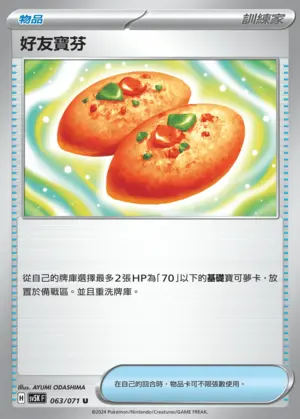 物品
訓練家
好友寶芬
從自己的牌庫選擇最多2張HP為「70」以下的基礎寶可夢卡，放
置於備戰區。並且重洗牌庫。
Illus. AYUMI ODASHIMA
H SV5K F 063/071 U
在自己的回合時，物品卡可不限張數使用。
©2024 Pokémon/Nintendo/Creatures/GAME FREAK.